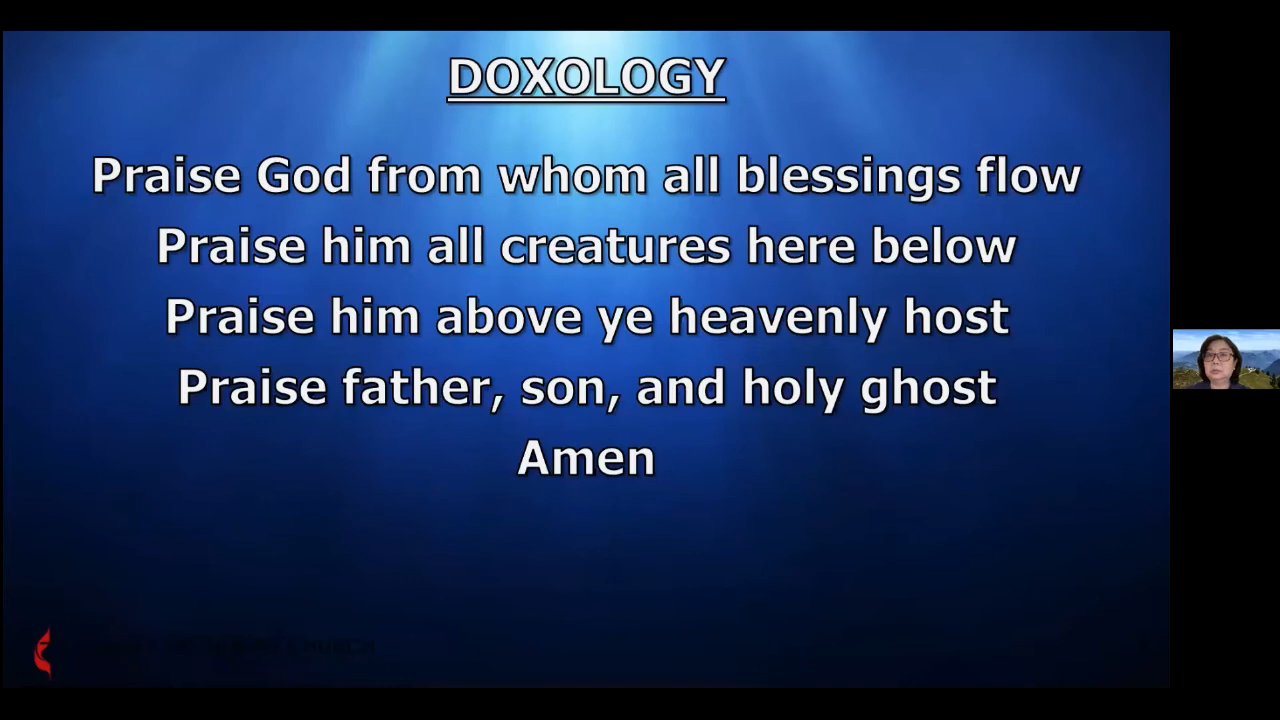 DOXOLOGY
Praise God from whom all blessings flow
Praise him all creatures here below
Praise him above ye heavenly host
Praise father, son, and holy ghost
Amen
CHURCH